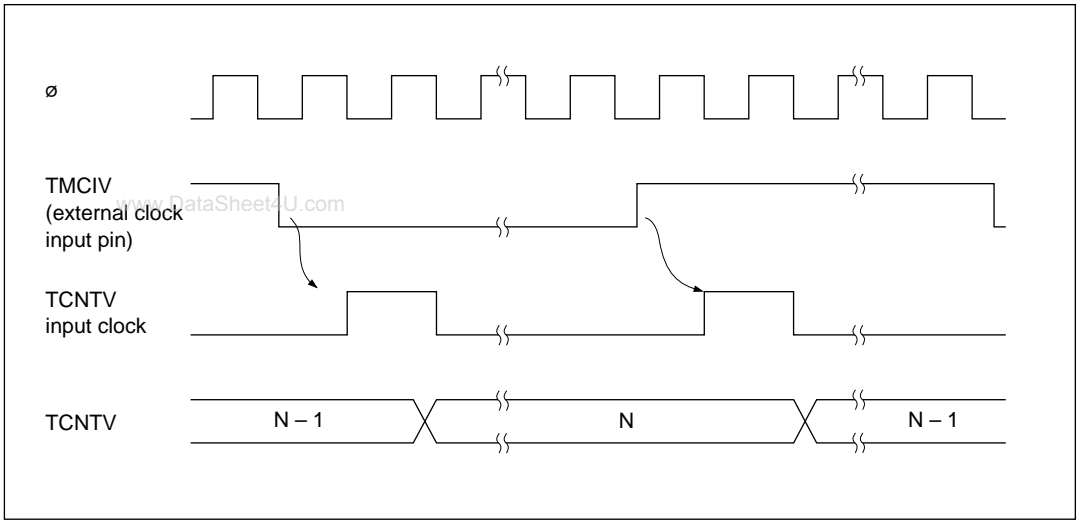 ø
TMCIV
www.DataSheet4U.com
(external clock
input pin)
TCNTV
input clock
TCNTV
N – 1
N
N – 1